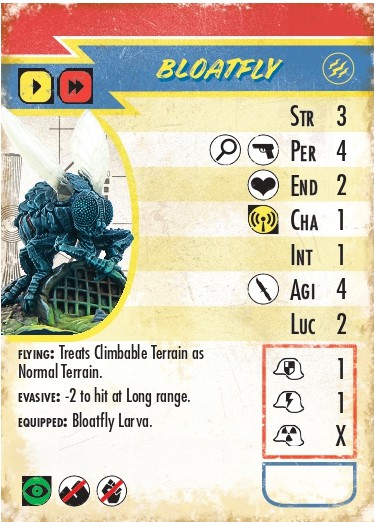 BLOATFLY
STR 3
PER 4
END 2
CHA 1
INT 1
AGI 4
LUC 2
FLYING: Treats Climbable Terrain as
Normal Terrain.
EVASIVE: -2 to hit at Long range.
EQUIPPED: Bloatfly Larva.
1
1
X